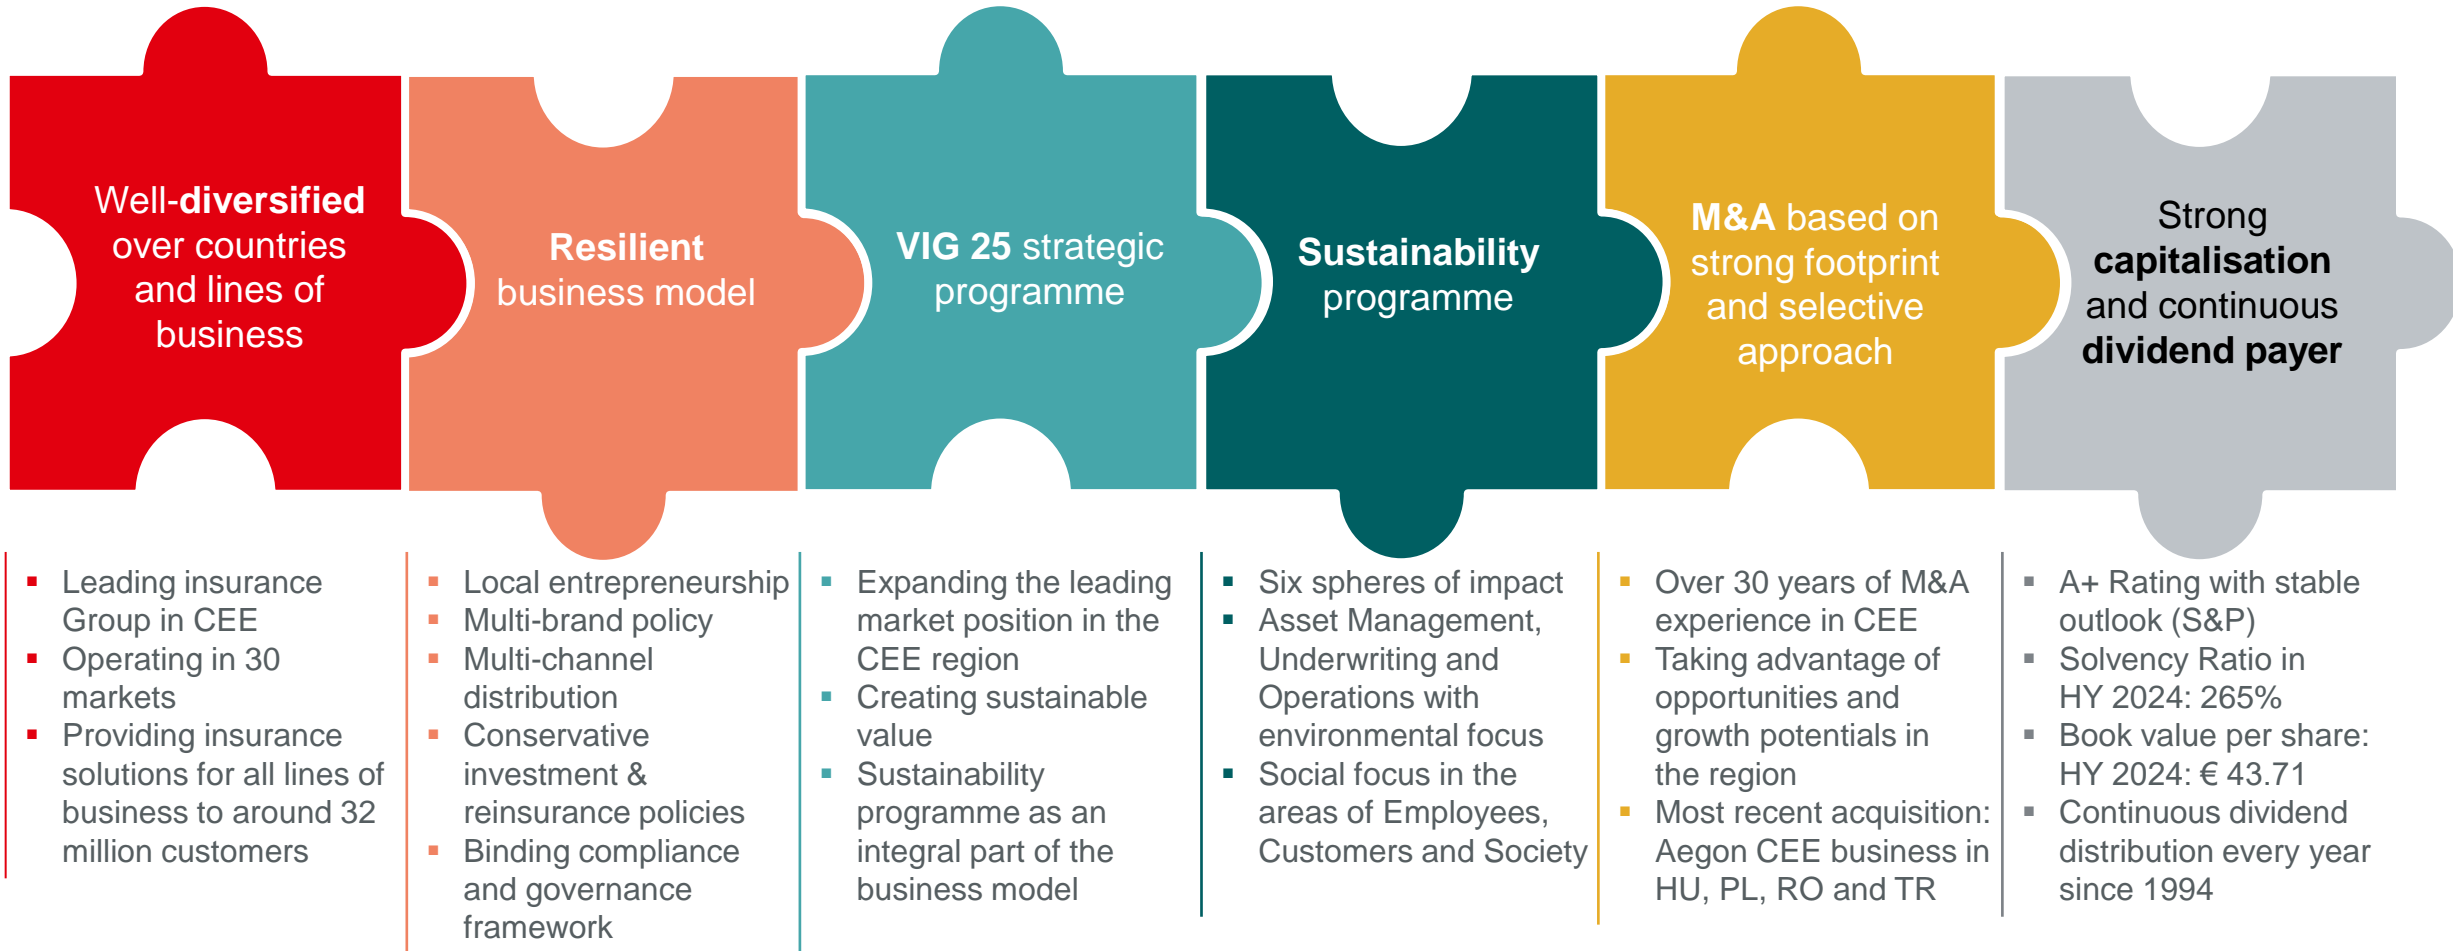 Well-diversified
over countries
and lines of
business
Resilient
business model
VIG 25 strategic
programme
Sustainability
programme
M&A based on
strong footprint
and selective
approach
Strong
capitalisation
and continuous
dividend payer
▪ Leading insurance
Group in CEE
▪ Operating in 30
markets
▪ Providing insurance
solutions for all lines of
business to around 32
million customers
▪ Local entrepreneurship
▪ Multi-brand policy
▪ Multi-channel
distribution
▪ Conservative
investment &
reinsurance policies
▪ Binding compliance
and governance
framework
▪ Expanding the leading
market position in the
CEE region
▪ Creating sustainable
value
▪ Sustainability
programme as an
integral part of the
business model
▪ Six spheres of impact
▪ Asset Management,
Underwriting and
Operations with
environmental focus
▪ Social focus in the
areas of Employees,
Customers and Society
▪ Over 30 years of M&A
experience in CEE
▪ Taking advantage of
opportunities and
growth potentials in
the region
▪ Most recent acquisition:
Aegon CEE business in
HU, PL, RO and TR
▪ A+ Rating with stable
outlook (S&P)
▪ Solvency Ratio in
HY 2024: 265%
▪ Book value per share:
HY 2024: € 43.71
▪ Continuous dividend
distribution every year
since 1994